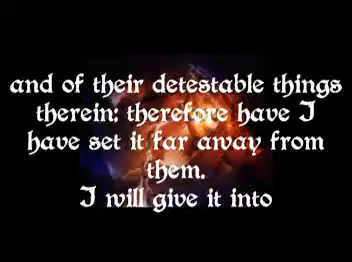 and of their detestable things
therein: therefore have I
have set it far away from
them.
I will give it into